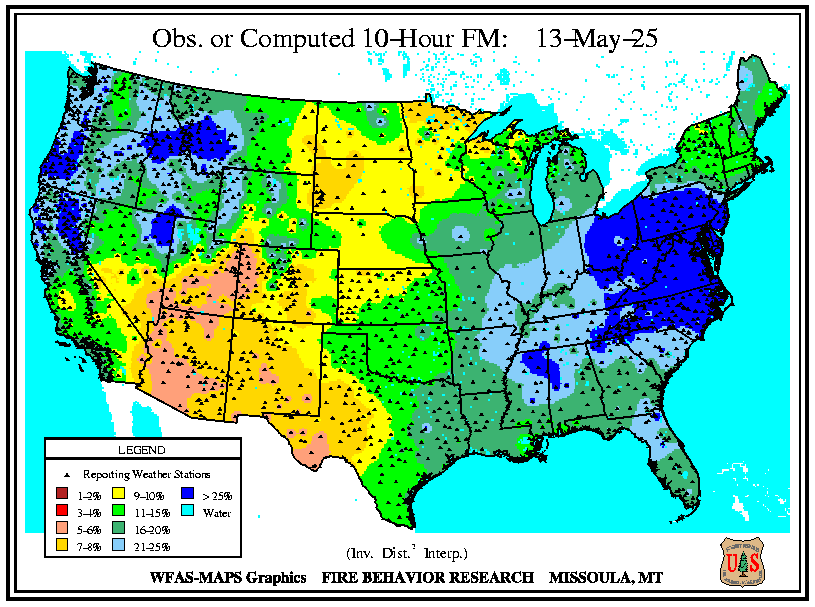 Obs. or Computed 10-Hour FM: 13-May-25
LEGEND
Reporting Weather Stations
1-2% 9-10% > 25%
3-4% 11-15% Water
5-6% 16-20%
7-8% 21-25%
(Inv. Dist.² Interp.)
WFAS-MAPS Graphics FIRE BEHAVIOR RESEARCH MISSOULA, MT
U S